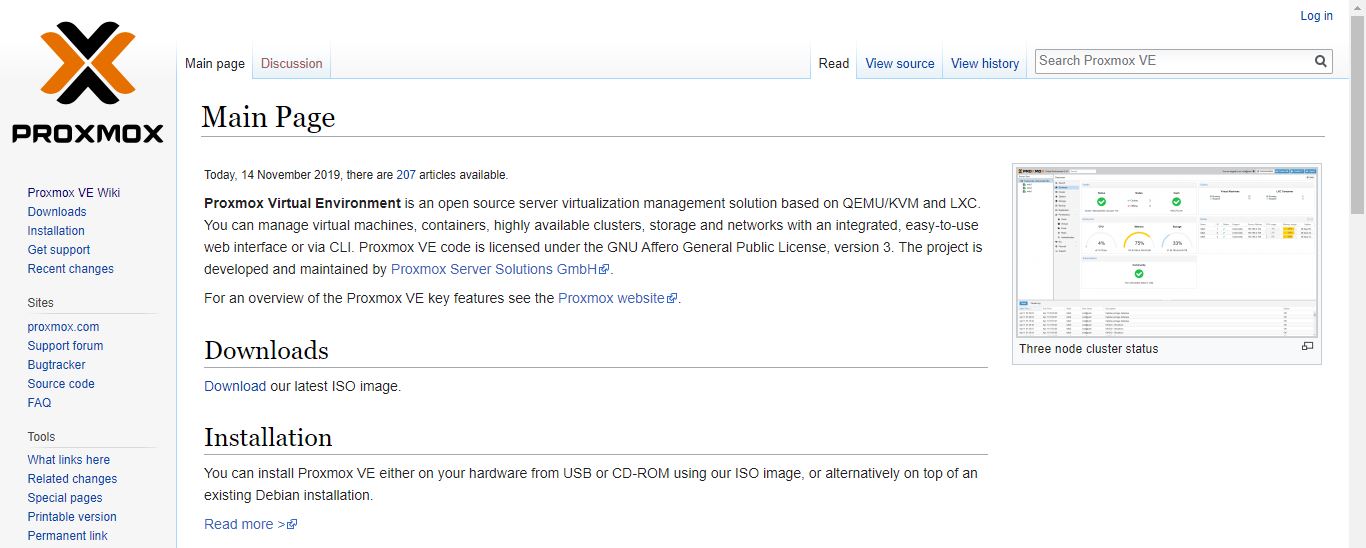 Log in
PROXMOX
Main page
Discussion
Read
View source
View history
Search Proxmox VE
Main Page
Today, 14 November 2019, there are 207 articles available.
Proxmox Virtual Environment is an open source server virtualization management solution based on QEMU/KVM and LXC.
You can manage virtual machines, containers, highly available clusters, storage and networks with an integrated, easy-to-use
web interface or via CLI. Proxmox VE code is licensed under the GNU Affero General Public License, version 3. The project is
developed and maintained by Proxmox Server Solutions GmbH.
For an overview of the Proxmox VE key features see the Proxmox website.
4%
75%
33%
Three node cluster status
Downloads
Download our latest ISO image.
Installation
You can install Proxmox VE either on your hardware from USB or CD-ROM using our ISO image, or alternatively on top of an
existing Debian installation.
Read more >
Proxmox VE Wiki
Downloads
Installation
Get support
Recent changes
Sites
proxmox.com
Support forum
Bugtracker
Source code
FAQ
Tools
What links here
Related changes
Special pages
Printable version
Permanent link